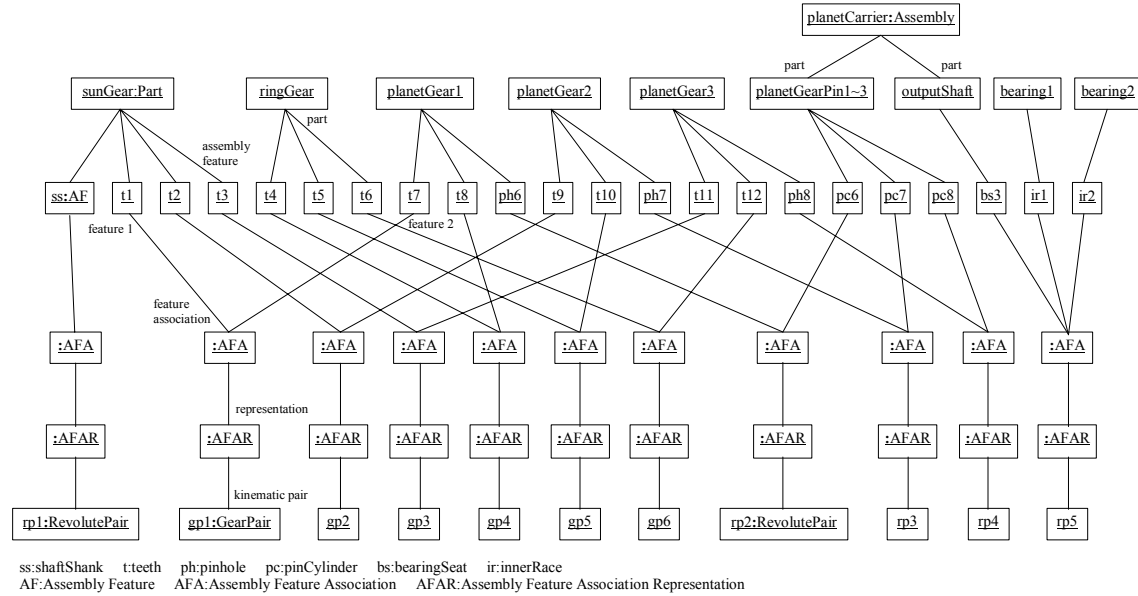 planetCarrier:Assembly
part part
sunGear:Part ringGear planetGear1 planetGear2 planetGear3 planetGearPin1~3 outputShaft bearing1 bearing2
part
assembly
feature
ss:AF t1 t2 t3 t4 t5 t6 t7 t8 ph6 t9 t10 ph7 t11 t12 ph8 pc6 pc7 pc8 bs3 ir1 ir2
feature 1 feature 2
feature
association
:AFA :AFA :AFA :AFA :AFA :AFA :AFA :AFA :AFA :AFA :AFA
representation
:AFAR :AFAR :AFAR :AFAR :AFAR :AFAR :AFAR :AFAR :AFAR :AFAR :AFAR
kinematic pair
rp1:RevolutePair gp1:GearPair gp2 gp3 gp4 gp5 gp6 rp2:RevolutePair rp3 rp4 rp5
ss:shaftShank t:teeth ph:pinhole pc:pinCylinder bs:bearingSeat ir:innerRace
AF:Assembly Feature AFA:Assembly Feature Association AFAR:Assembly Feature Association Representation